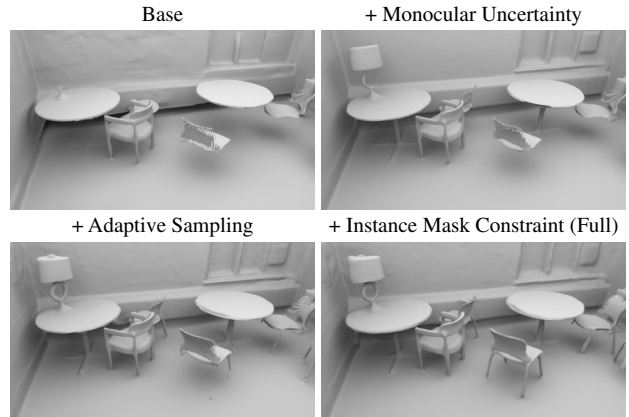 Base
+ Monocular Uncertainty
+ Adaptive Sampling
+ Instance Mask Constraint (Full)